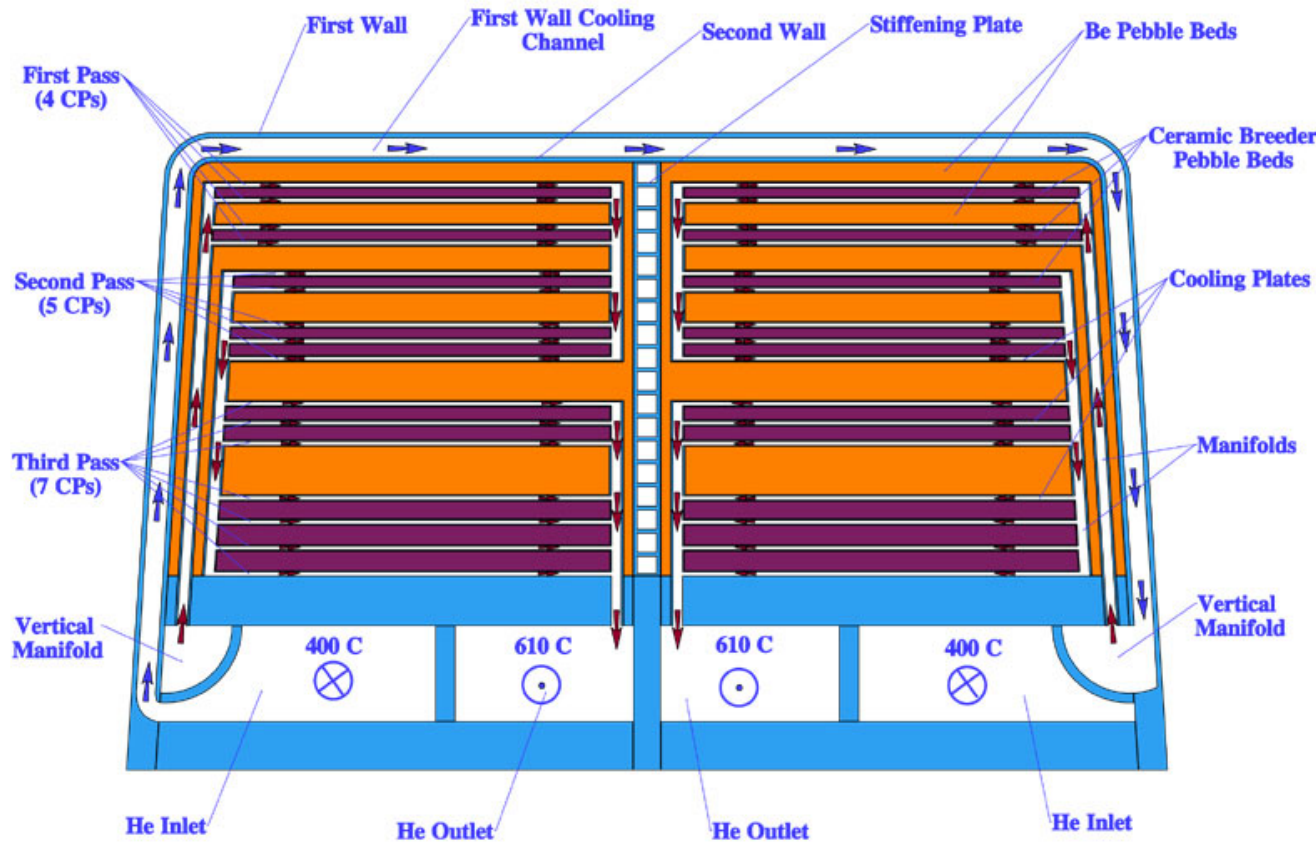 First Wall
First Wall Cooling
Channel
Second Wall
Stiffening Plate
Be Pebble Beds
First Pass
(4 CPs)
Ceramic Breeder
Pebble Beds
Second Pass
(5 CPs)
Cooling Plates
Third Pass
(7 CPs)
Manifolds
Vertical
Manifold
400 C
610 C
610 C
400 C
Vertical
Manifold
He Inlet
He Outlet
He Outlet
He Inlet